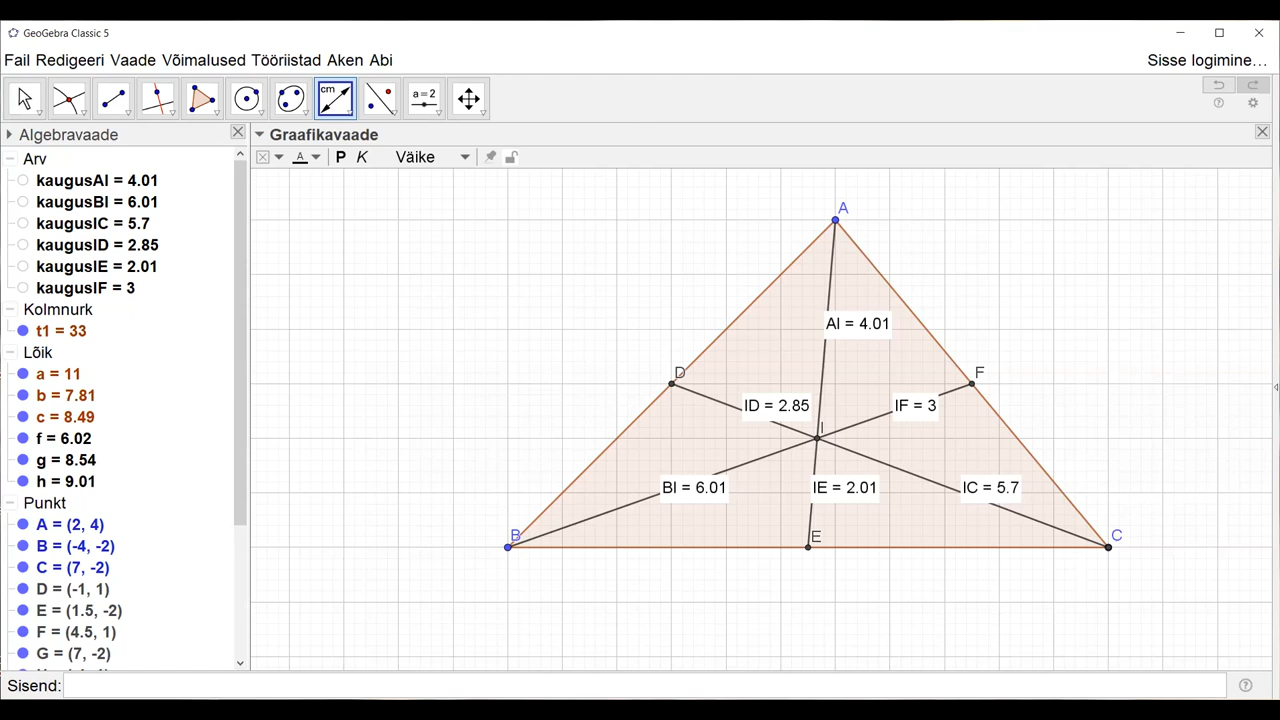 GeoGebra Classic 5
Fail Redigeeri Vaade Võimalused Tööriistad Aken Abi
Sisse logimine…
cm
a=2
Algebravaade
Graafikavaade
P K Väike
Arv
kaugusAI = 4.01
kaugusBI = 6.01
kaugusIC = 5.7
kaugusID = 2.85
kaugusIE = 2.01
kaugusIF = 3
Kolmnurk
t1 = 33
Lõik
a = 11
b = 7.81
c = 8.49
f = 6.02
g = 8.54
h = 9.01
Punkt
A = (2, 4)
B = (-4, -2)
C = (7, -2)
D = (-1, 1)
E = (1.5, -2)
F = (4.5, 1)
G = (7, -2)
A
AI = 4.01
D
F
ID = 2.85
IF = 3
I
BI = 6.01
IE = 2.01
IC = 5.7
B
E
C
Sisend: